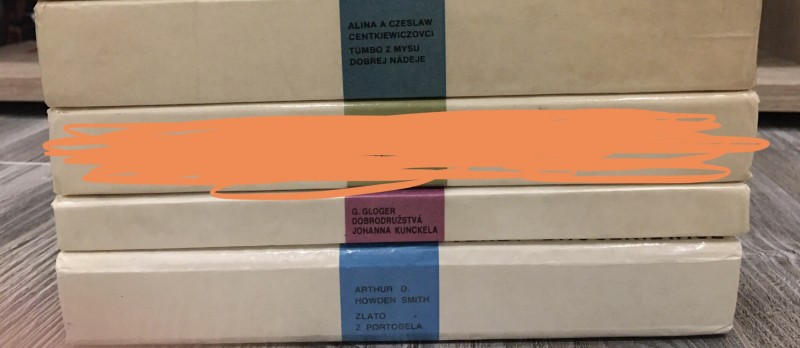 ALINA A CZESLAW
CENTKIEWICZOVCI
TUMBO Z MYSU
DOBREJ NÁDEJE
G. GLOGER
DOBRODRUŽSTVÁ
JOHANNA KUNCKELA
ARTHUR D.
HOWDEN SMITH
ZLATO
Z PORTOBELA